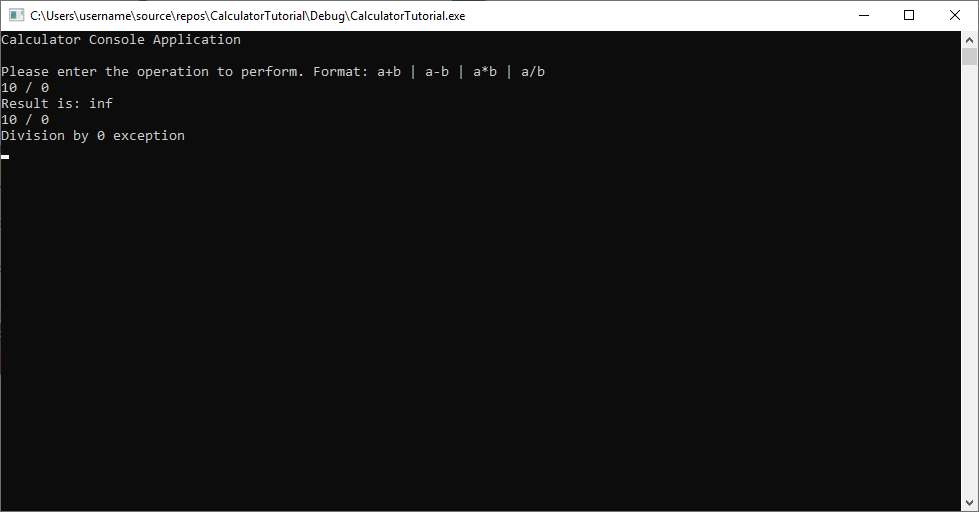 C:\Users\username\source\repos\CalculatorTutorial\Debug\CalculatorTutorial.exe
Calculator Console Application
Please enter the operation to perform. Format: a+b | a-b | a*b | a/b
10 / 0
Result is: inf
10 / 0
Division by 0 exception